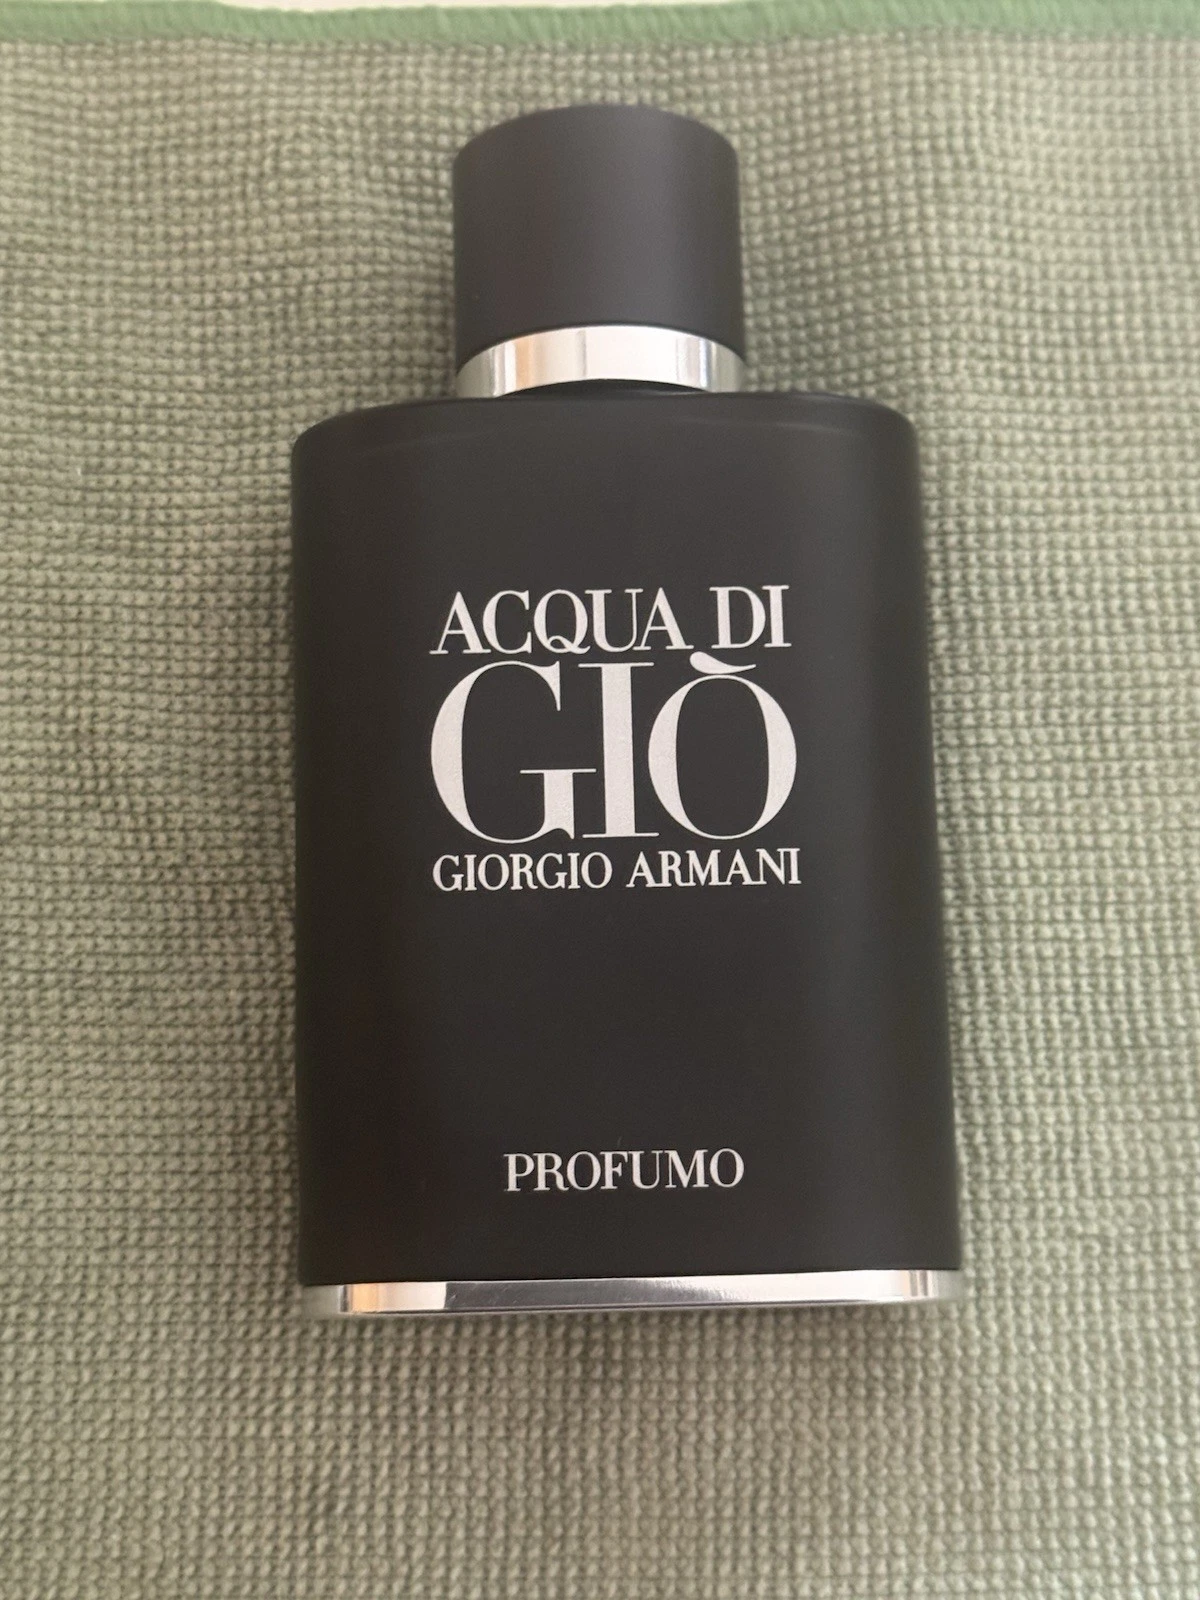 ACQUA DI
GIÒ
GIORGIO ARMANI
PROFUMO